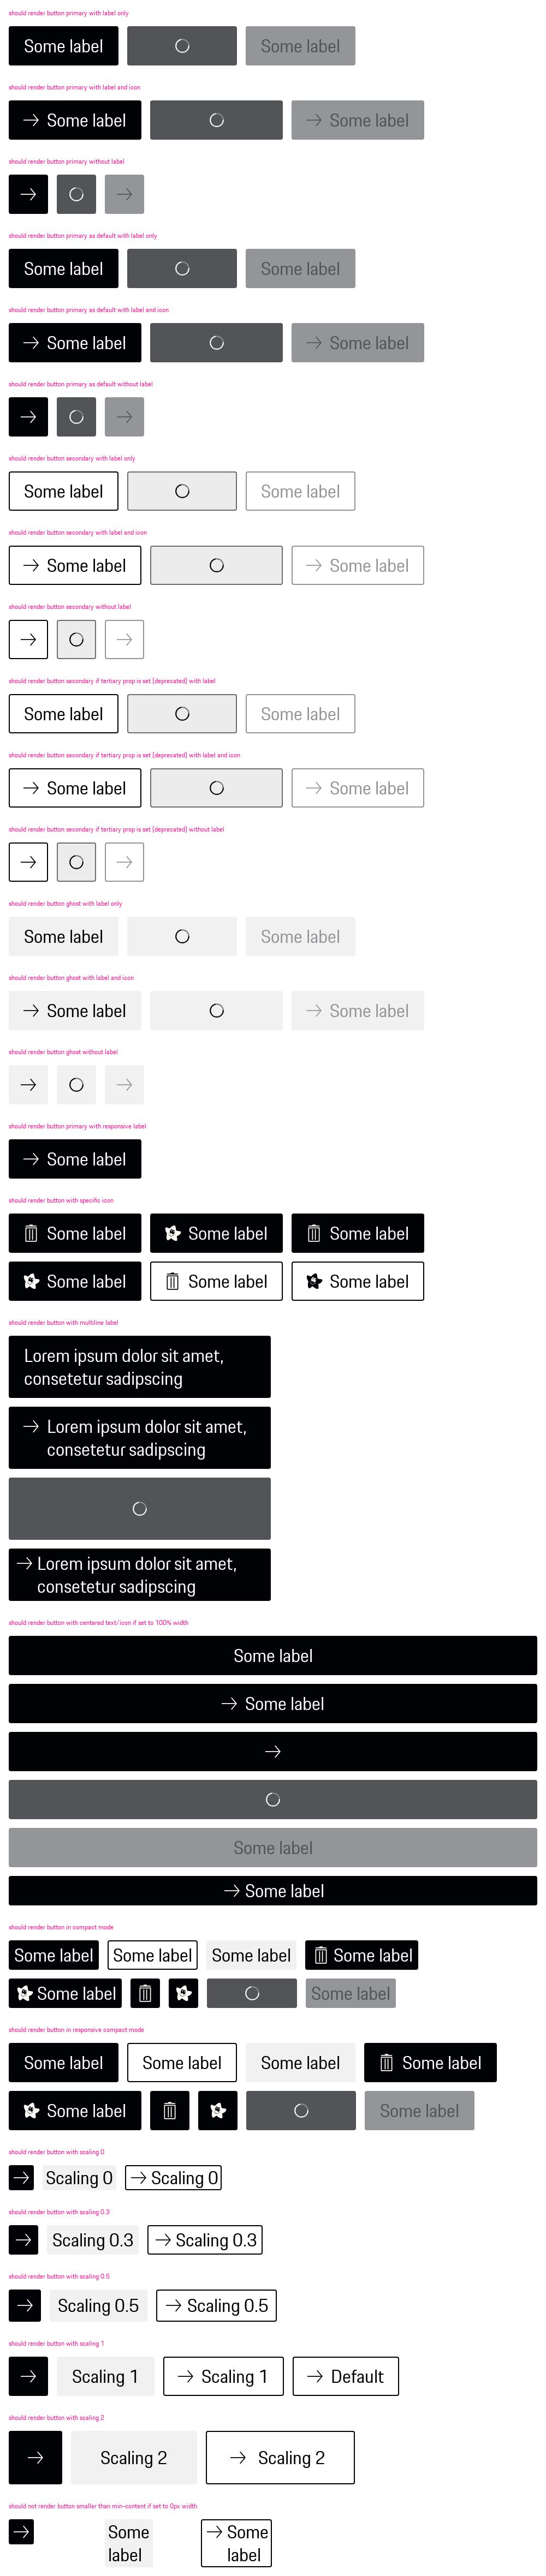 should render button primary with label only
Some label Some label
should render button primary with label and icon
Some label Some label
should render button primary without label
should render button primary as default with label only
Some label Some label
should render button primary as default with label and icon
Some label Some label
should render button primary as default without label
should render button secondary with label only
Some label Some label
should render button secondary with label and icon
Some label Some label
should render button secondary without label
should render button secondary if tertiary prop is set (deprecated) with label
Some label Some label
should render button secondary if tertiary prop is set (deprecated) with label and icon
Some label Some label
should render button secondary if tertiary prop is set (deprecated) without label
should render button ghost with label only
Some label Some label
should render button ghost with label and icon
Some label Some label
should render button ghost without label
should render button primary with responsive label
Some label
should render button with specific icon
Some label Some label Some label
Some label Some label Some label
should render button with multiline label
Lorem ipsum dolor sit amet,
consetetur sadipscing
Lorem ipsum dolor sit amet,
consetetur sadipscing
Lorem ipsum dolor sit amet,
consetetur sadipscing
should render button with centered text/icon if set to 100% width
Some label
Some label
Some label
Some label
should render button in compact mode
Some label Some label Some label Some label
Some label Some label
should render button in responsive compact mode
Some label Some label Some label Some label
Some label Some label
should render button with scaling 0
Scaling 0 Scaling 0
should render button with scaling 0.3
Scaling 0.3 Scaling 0.3
should render button with scaling 0.5
Scaling 0.5 Scaling 0.5
should render button with scaling 1
Scaling 1 Scaling 1 Default
should render button with scaling 2
Scaling 2 Scaling 2
should not render button smaller than min-content if set to 0px width
Some Some
label label